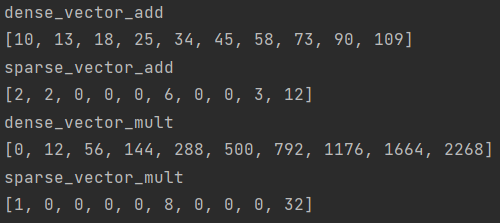 dense_vector_add
[10, 13, 18, 25, 34, 45, 58, 73, 90, 109]
sparse_vector_add
[2, 2, 0, 0, 0, 6, 0, 0, 3, 12]
dense_vector_mult
[0, 12, 56, 144, 288, 500, 792, 1176, 1664, 2268]
sparse_vector_mult
[1, 0, 0, 0, 0, 8, 0, 0, 0, 32]